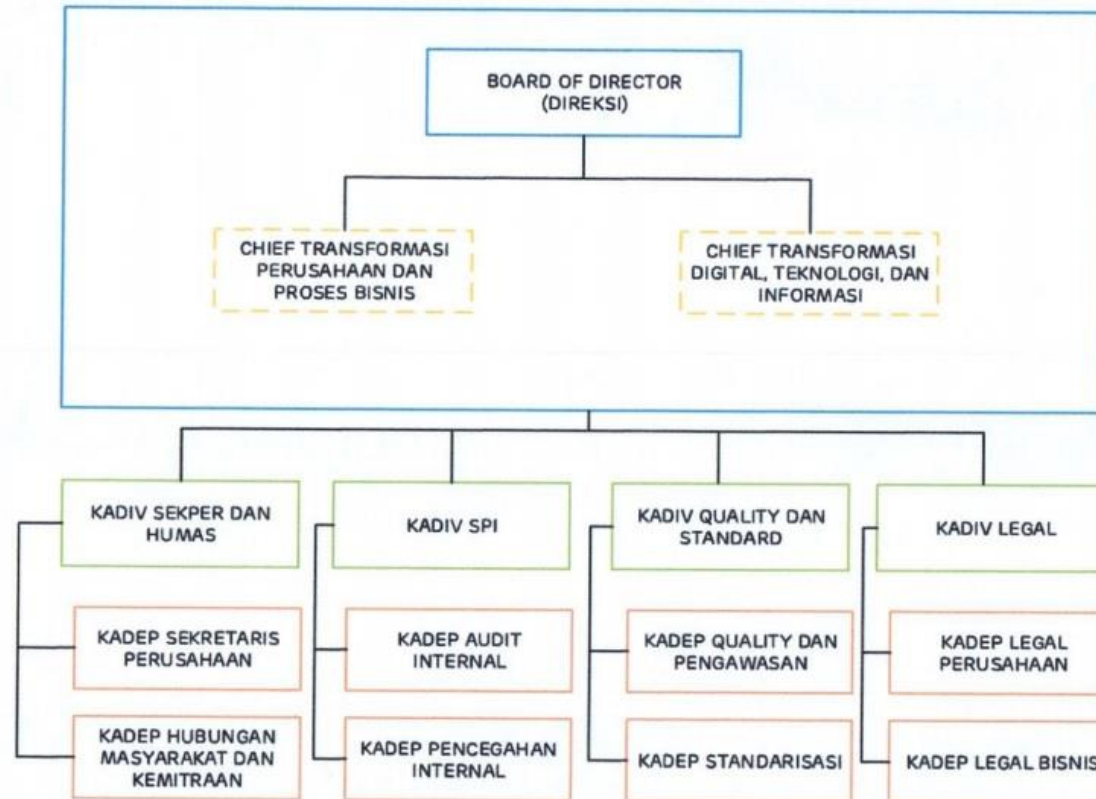 BOARD OF DIRECTOR
(DIREKSI)
CHIEF TRANSFORMASI
PERUSAHAAN DAN
PROSES BISNIS
CHIEF TRANSFORMASI
DIGITAL, TEKNOLOGI, DAN
INFORMASI
KADIV SEKPER DAN
HUMAS
KADIV SPI
KADIV QUALITY DAN
STANDARD
KADIV LEGAL
KADEP SEKRETARIS
PERUSAHAAN
KADEP AUDIT
INTERNAL
KADEP QUALITY DAN
PENGAWASAN
KADEP LEGAL
PERUSAHAAN
KADEP HUBUNGAN
MASYARAKAT DAN
KEMITRAAN
KADEP PENCEGAHAN
INTERNAL
KADEP STANDARISASI
KADEP LEGAL BISNIS